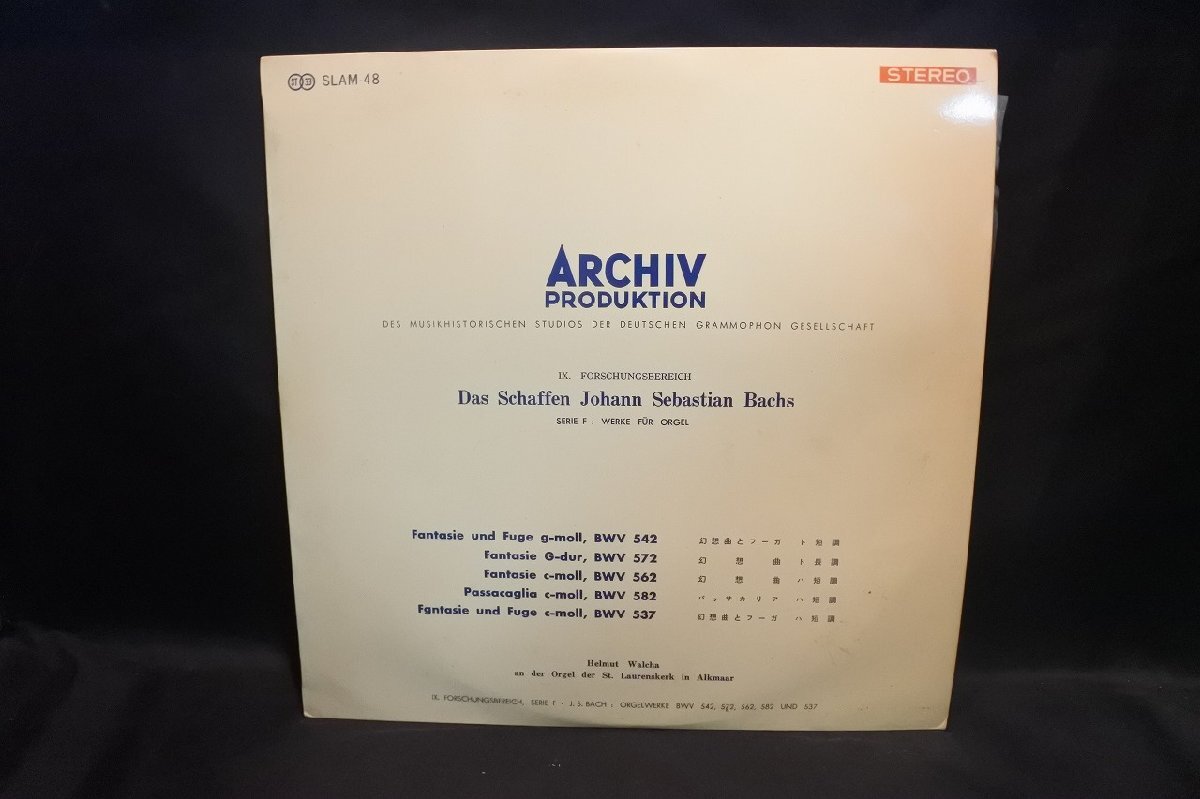 ST 33 SLAM 48
STEREO
ARCHIV
PRODUKTION
DES MUSIKHISTORISCHEN STUDIOS DER DEUTSCHEN GRAMMOPHON GESELLSCHAFT
IX. FORSCHUNGSBEREICH
Das Schaffen Johann Sebastian Bachs
SERIE F : WERKE FÜR ORGEL
Fantasie und Fuge g-moll, BWV 542 幻想曲とフーガ ト短調
Fantasie G-dur, BWV 572 幻想曲 ト長調
Fantasie c-moll, BWV 562 幻想曲 ハ短調
Passacaglia c-moll, BWV 582 パッサカリア ハ短調
Fantasie und Fuge c-moll, BWV 537 幻想曲とフーガ ハ短調
Helmut Walcha
an der Orgel der St. Laurenskerk in Alkmaar
IX. FORSCHUNGSBEREICH, SERIE F · J. S. BACH : ORGELWERKE BWV 542, 572, 562, 582 UND 537